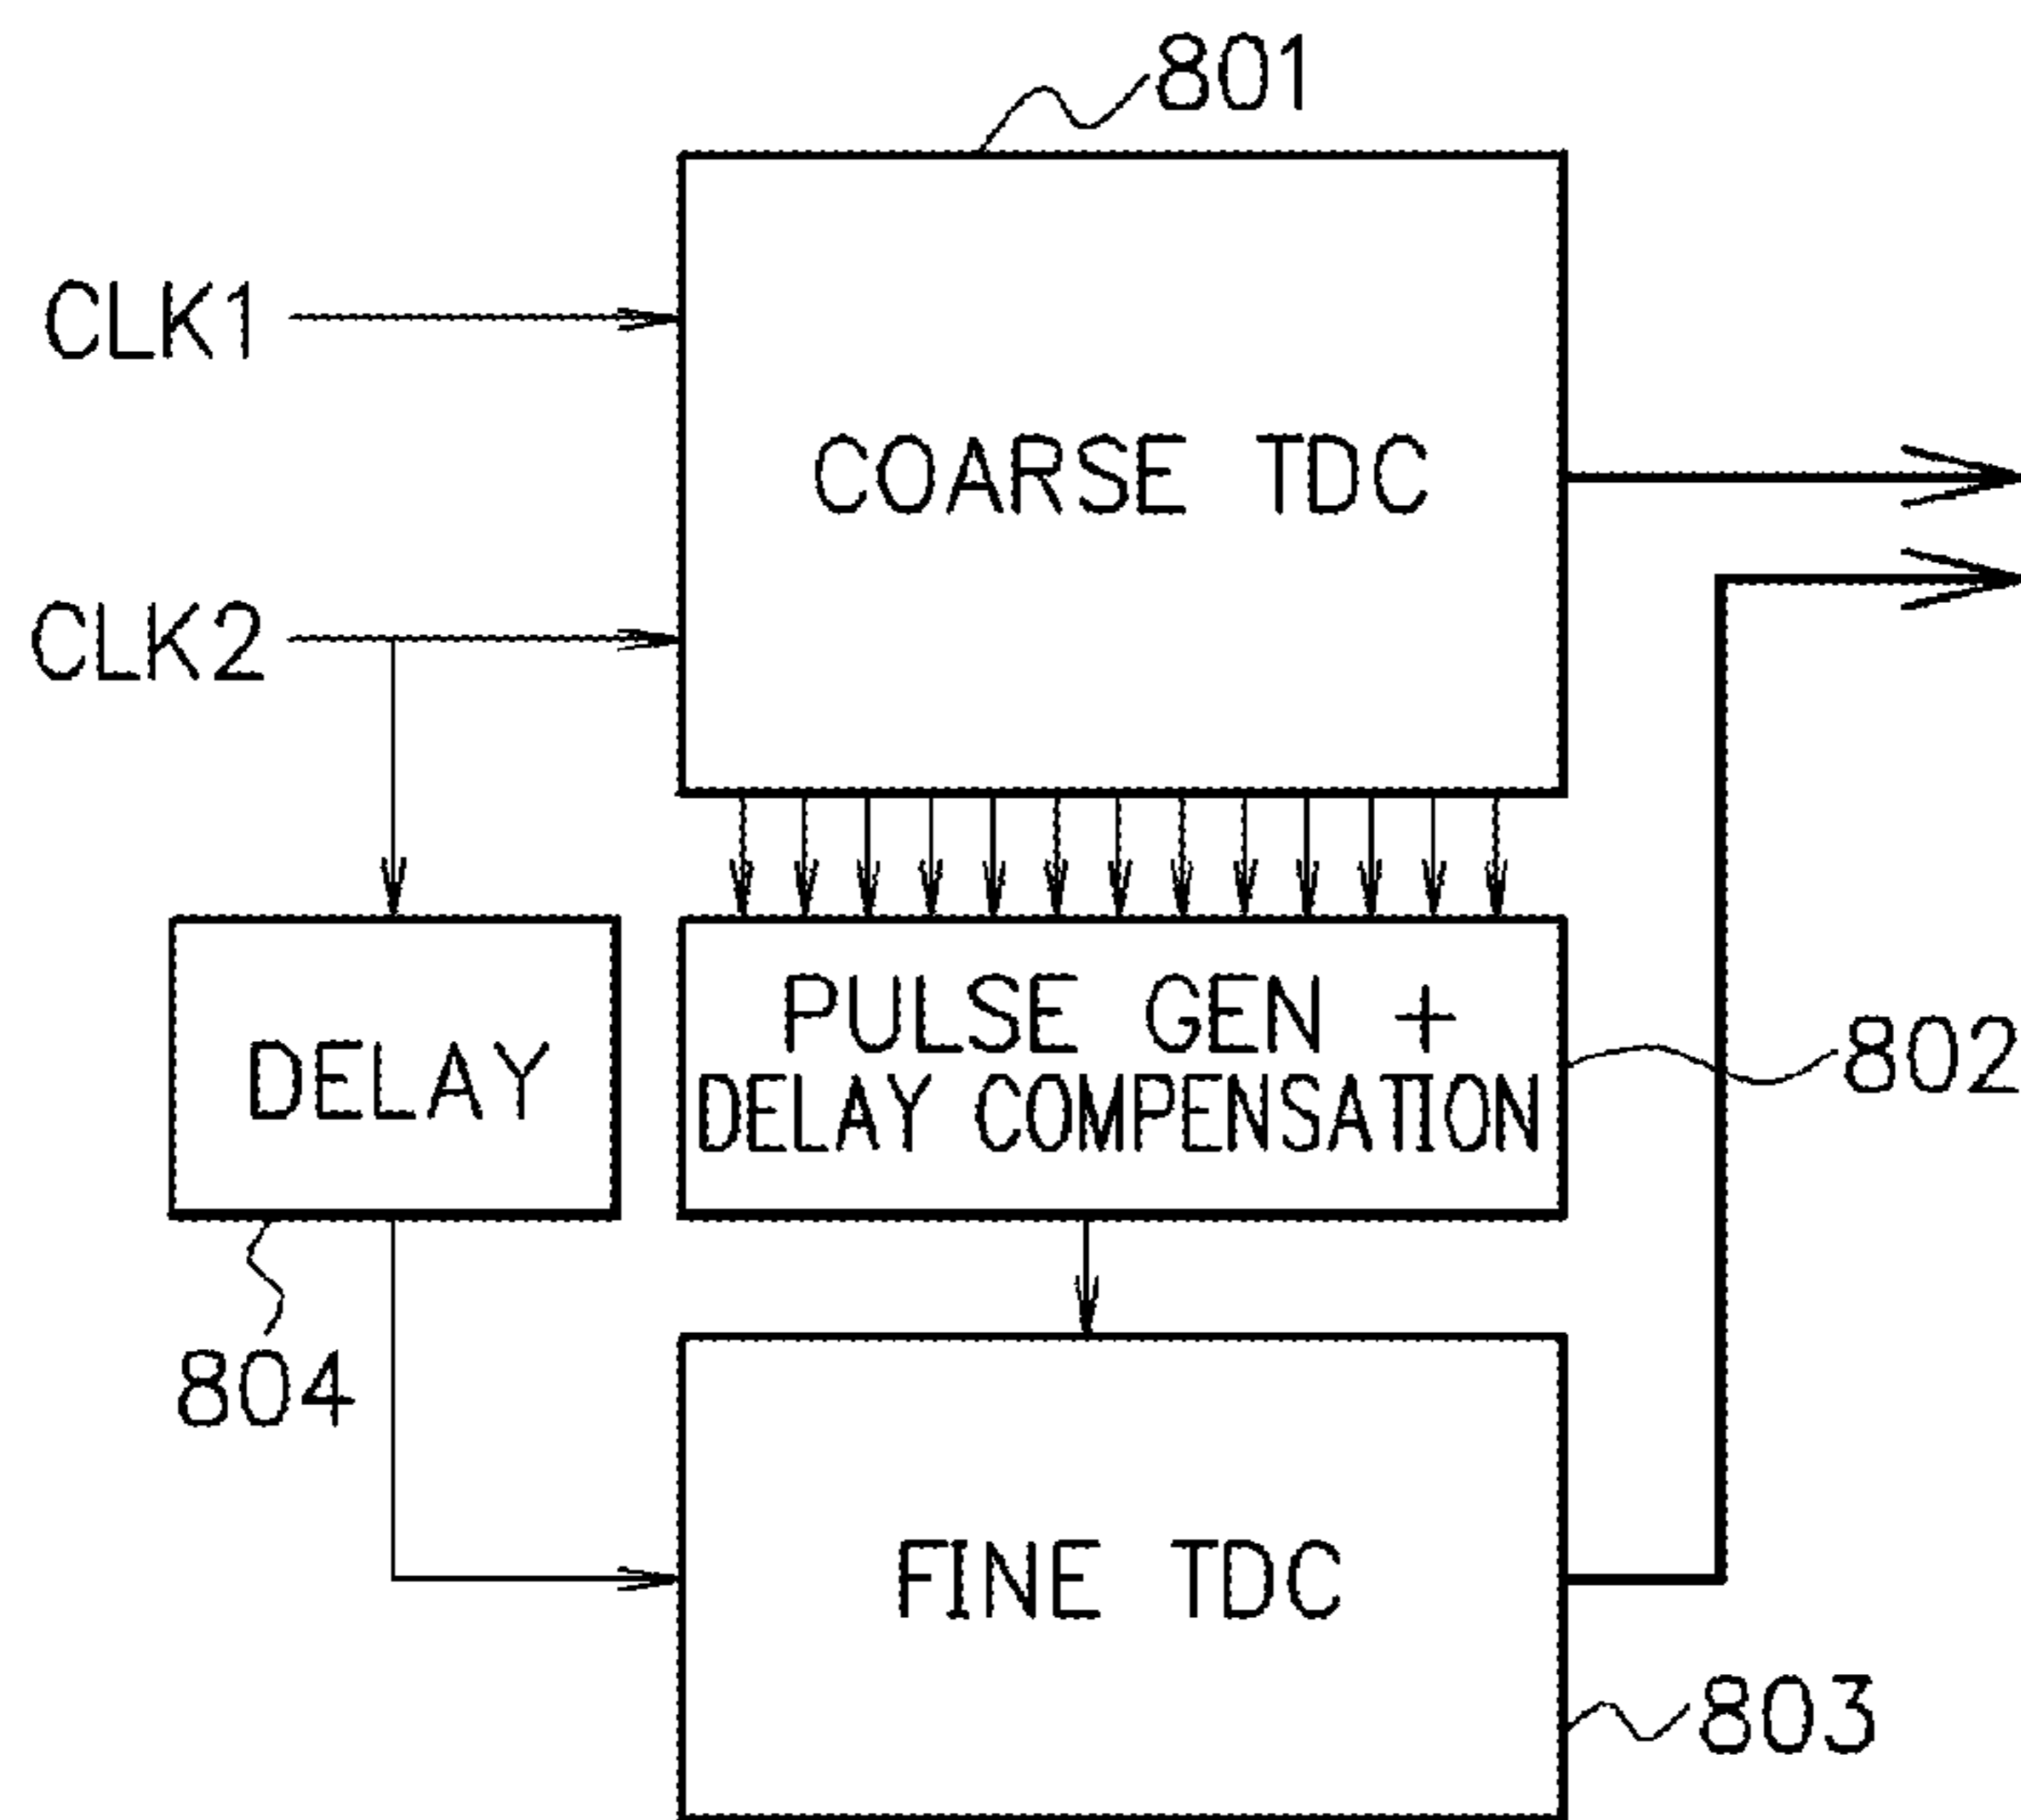 801
CLK1
COARSE TDC
CLK2
PULSE GEN +
DELAY COMPENSATION
DELAY
802
804
FINE TDC
803